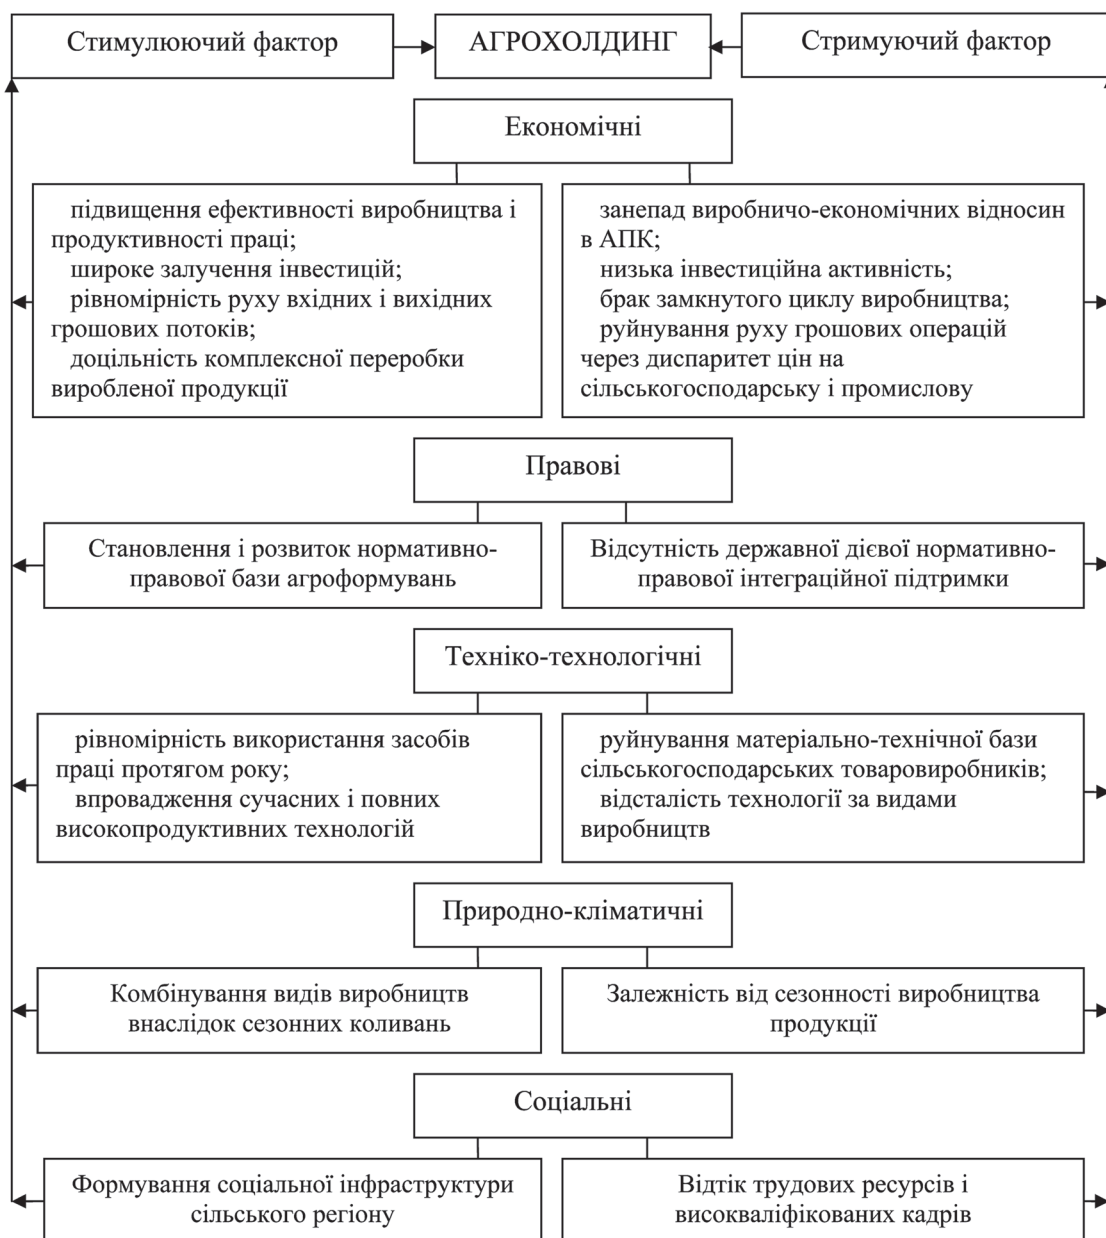 Стимулюючий фактор
АГРОХОЛДИНГ
Стримуючий фактор
Економічні
підвищення ефективності виробництва і
продуктивності праці;
широке залучення інвестицій;
рівномірність руху вхідних і вихідних
грошових потоків;
доцільність комплексної переробки
виробленої продукції
занепад виробничо-економічних відносин
в АПК;
низька інвестиційна активність;
брак замкнутого циклу виробництва;
руйнування руху грошових операцій
через диспаритет цін на
сільськогосподарську і промислову
Правові
Становлення і розвиток нормативно-
правової бази агроформувань
Відсутність державної дієвої нормативно-
правової інтеграційної підтримки
Техніко-технологічні
рівномірність використання засобів
праці протягом року;
впровадження сучасних і повних
високопродуктивних технологій
руйнування матеріально-технічної бази
сільськогосподарських товаровиробників;
відсталість технології за видами
виробництв
Природно-кліматичні
Комбінування видів виробництв
внаслідок сезонних коливань
Залежність від сезонності виробництва
продукції
Соціальні
Формування соціальної інфраструктури
сільського регіону
Відтік трудових ресурсів і
висококваліфікованих кадрів